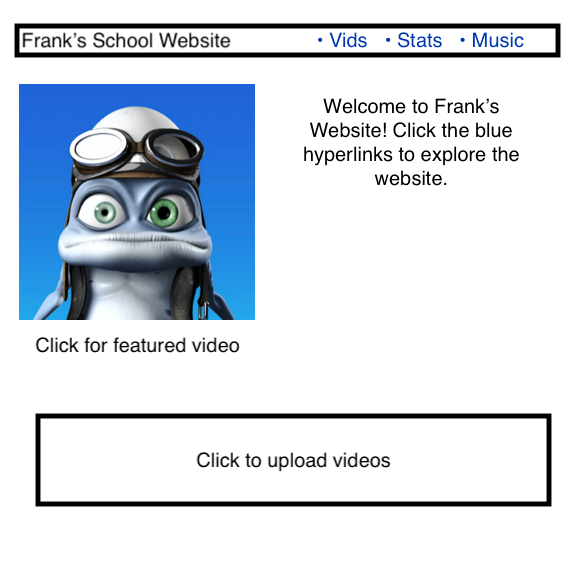 Frank's School Website • Vids • Stats • Music
Welcome to Frank's
Website! Click the blue
hyperlinks to explore the
website.
Click for featured video
Click to upload videos